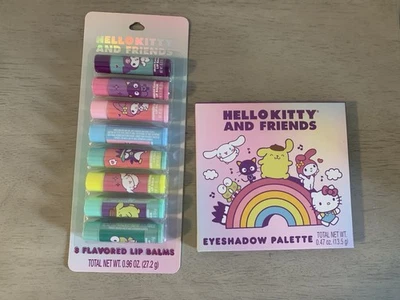 HELLO KITTY
AND FRIENDS
8 FLAVORED LIP BALMS
TOTAL NET WT. 0.96 OZ. (27.2 g)
HELLO KITTY
AND FRIENDS
EYESHADOW PALETTE
TOTAL NET WT.
0.47 oz. (13.5 g)